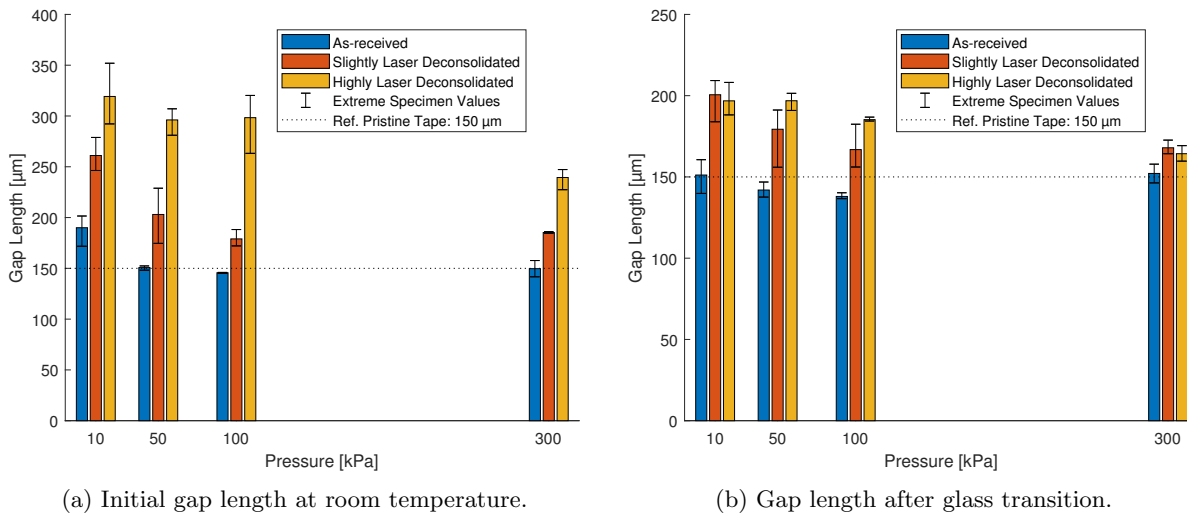 400
350
300
250
200
150
100
50
0
Gap Length [µm]
10
50
100
300
Pressure [kPa]
As-received
Slightly Laser Deconsolidated
Highly Laser Deconsolidated
Extreme Specimen Values
Ref. Pristine Tape: 150 µm
(a) Initial gap length at room temperature.
250
200
150
100
50
0
Gap Length [µm]
10
50
100
300
Pressure [kPa]
As-received
Slightly Laser Deconsolidated
Highly Laser Deconsolidated
Extreme Specimen Values
Ref. Pristine Tape: 150 µm
(b) Gap length after glass transition.